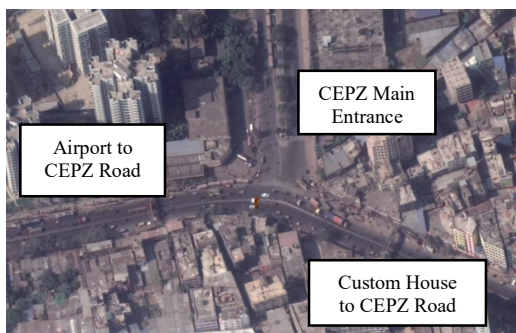 CEPZ Main
Entrance
Airport to
CEPZ Road
Custom House
to CEPZ Road